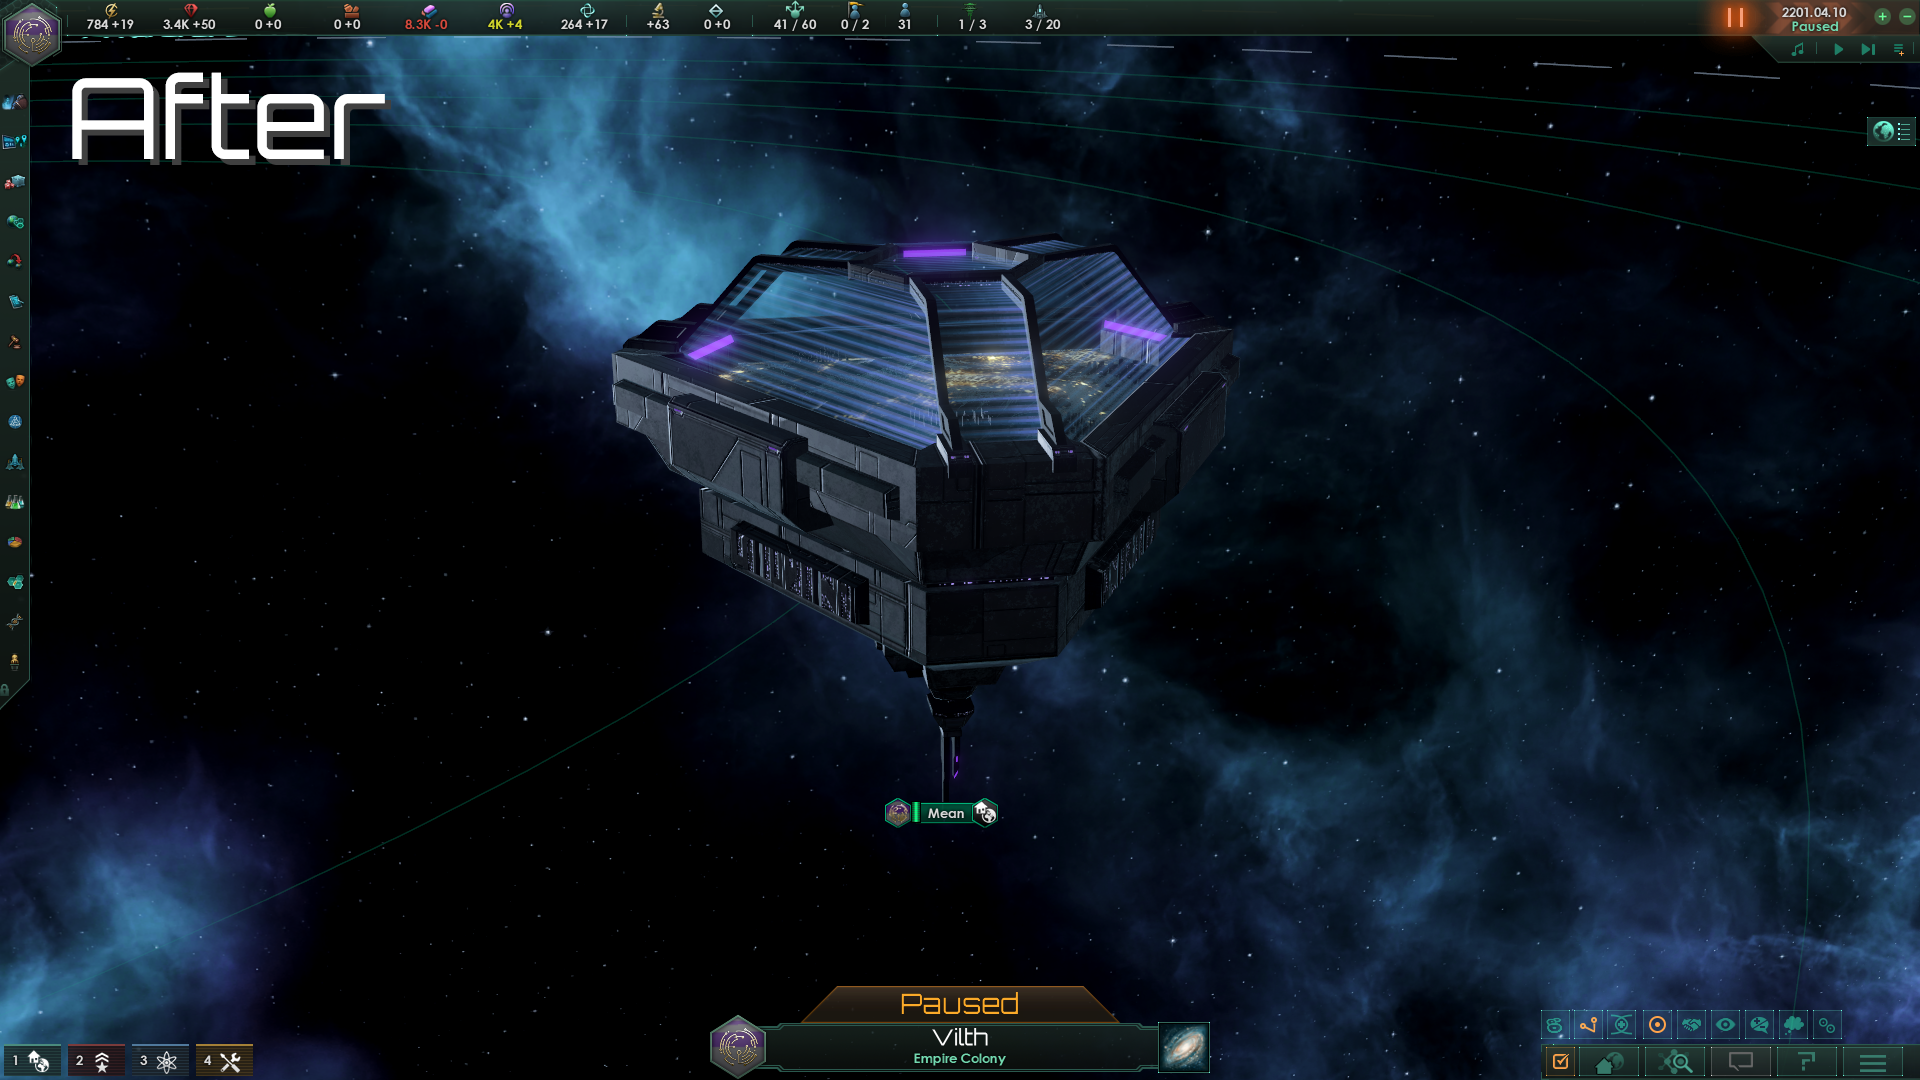 784 +19 3.4K +50 0 +0 0 +0 8.3K -0 4K +4 264 +17 +63 0 +0 41 / 60 0 / 2 31 1 / 3 3 / 20
2201.04.10
Paused
After
Mean
Paused
Vilth
Empire Colony
1 2 3 4